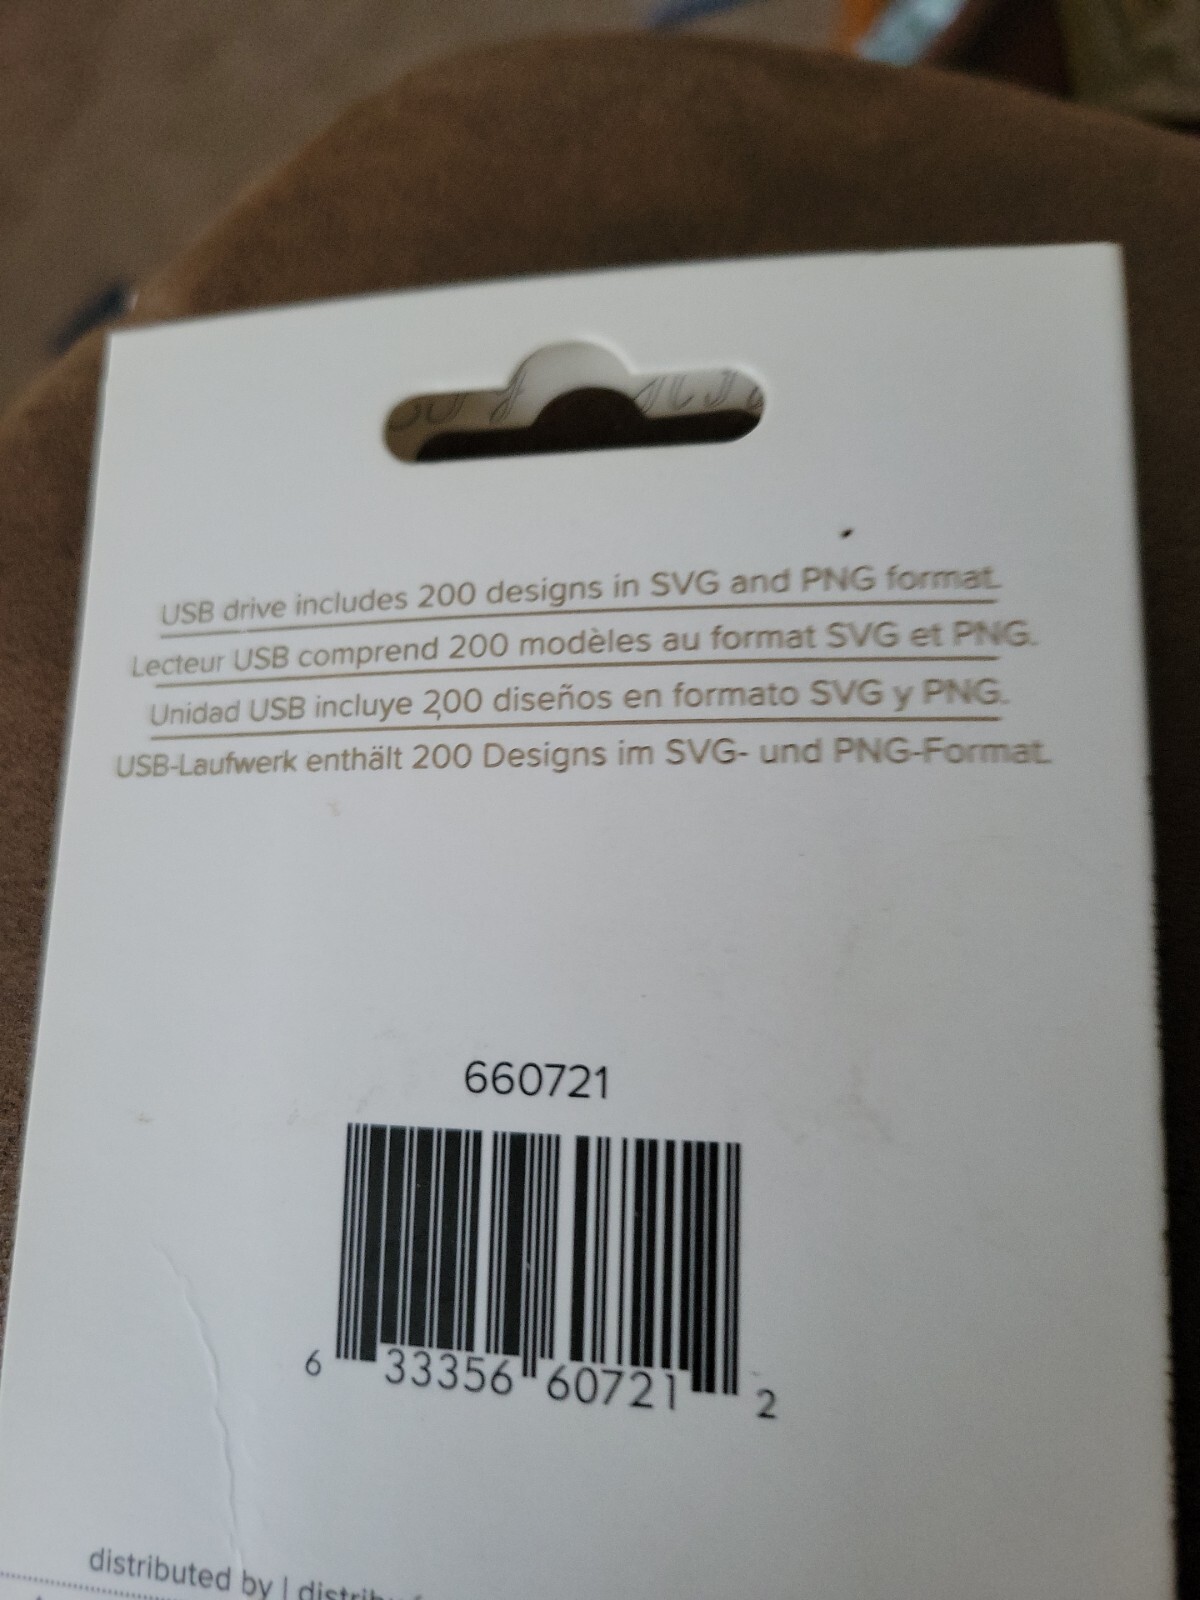 USB drive includes 200 designs in SVG and PNG format.
Lecteur USB comprend 200 modèles au format SVG et PNG.
Unidad USB incluye 200 diseños en formato SVG y PNG.
USB-Laufwerk enthält 200 Designs im SVG- und PNG-Format.
660721
6 33356 60721 2
distributed by |